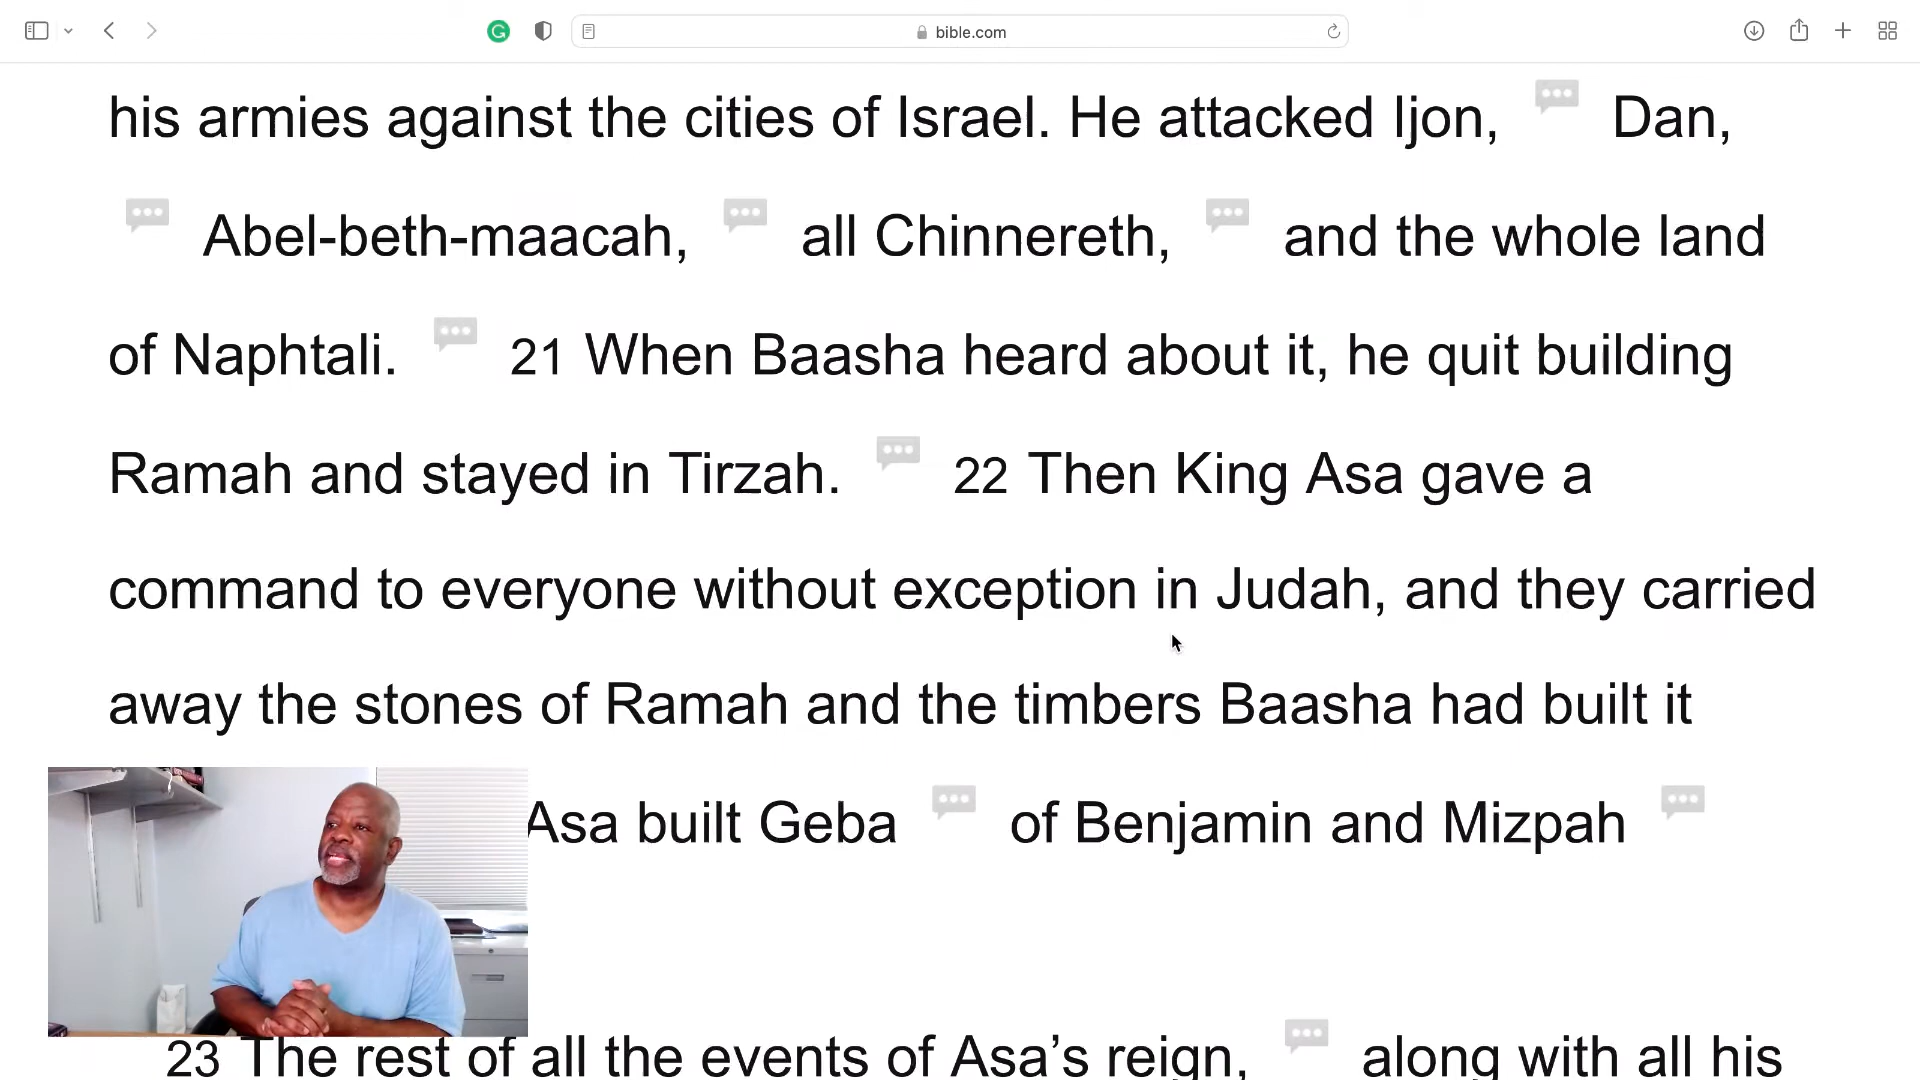 bible.com
his armies against the cities of Israel. He attacked Ijon, Dan,
Abel-beth-maacah, all Chinnereth, and the whole land
of Naphtali. 21 When Baasha heard about it, he quit building
Ramah and stayed in Tirzah. 22 Then King Asa gave a
command to everyone without exception in Judah, and they carried
away the stones of Ramah and the timbers Baasha had built it
Asa built Geba of Benjamin and Mizpah
23 The rest of all the events of Asa’s reign, along with all his